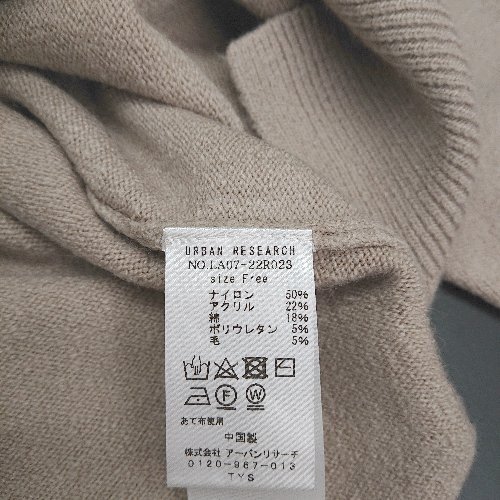 URBAN RESEARCH
NO.LA07-22R023
size Free
ナイロン 50%
アクリル 22%
綿 18%
ポリウレタン 5%
毛 5%
F W
あて布使用
中国製
株式会社 アーバンリサーチ
0120-967-013
TYS